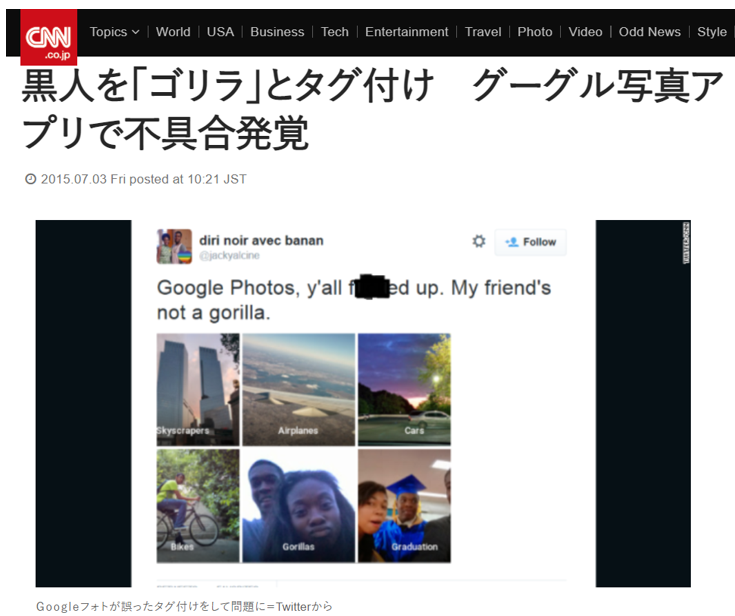 CNN
.co.jp
Topics World USA Business Tech Entertainment Travel Photo Video Odd News Style
黒人を「ゴリラ」とタグ付け　グーグル写真ア
プリで不具合発覚
2015.07.03 Fri posted at 10:21 JST
TWITTER/CNN
diri noir avec banan
@jackyalcine
Follow
Google Photos, y'all f ed up. My friend's
not a gorilla.
Skyscrapers
Airplanes
Cars
Bikes
Gorillas
Graduation
Googleフォトが誤ったタグ付けをして問題に=Twitterから